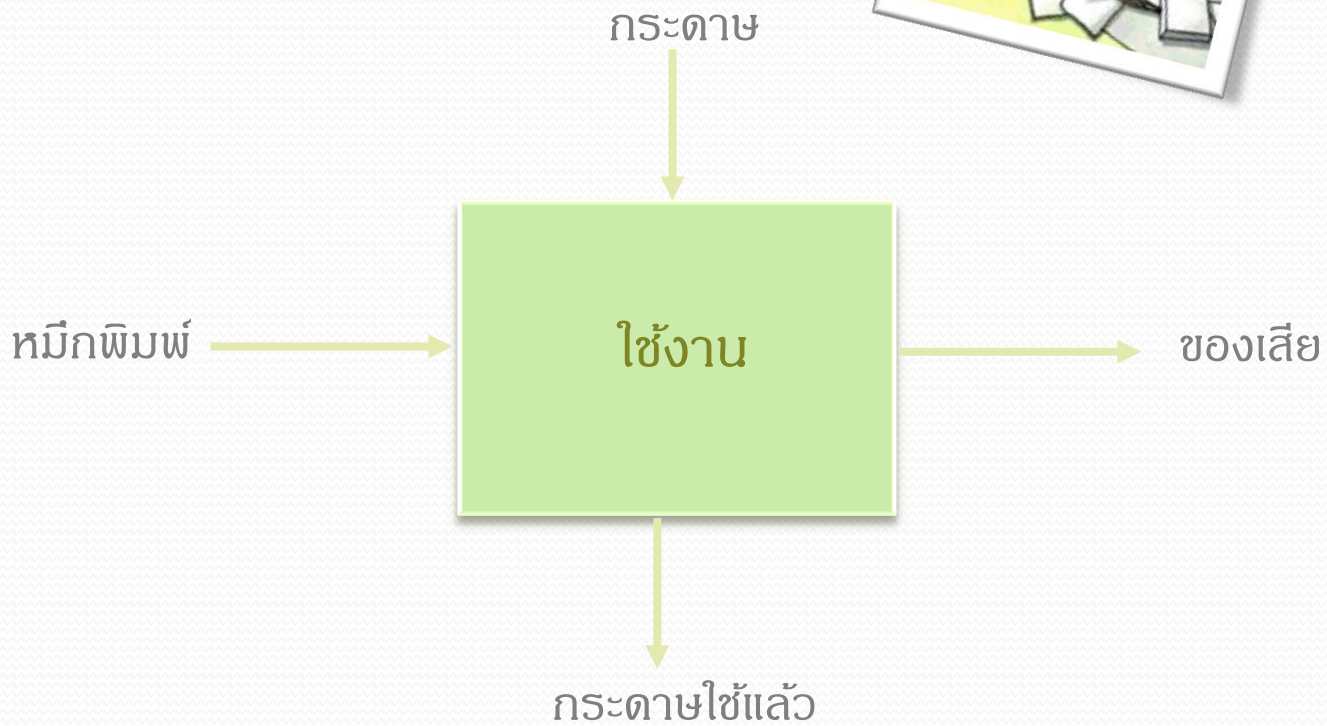 กระดาษ
หมึกพิมพ์
ใช้งาน
ของเสีย
กระดาษใช้แล้ว